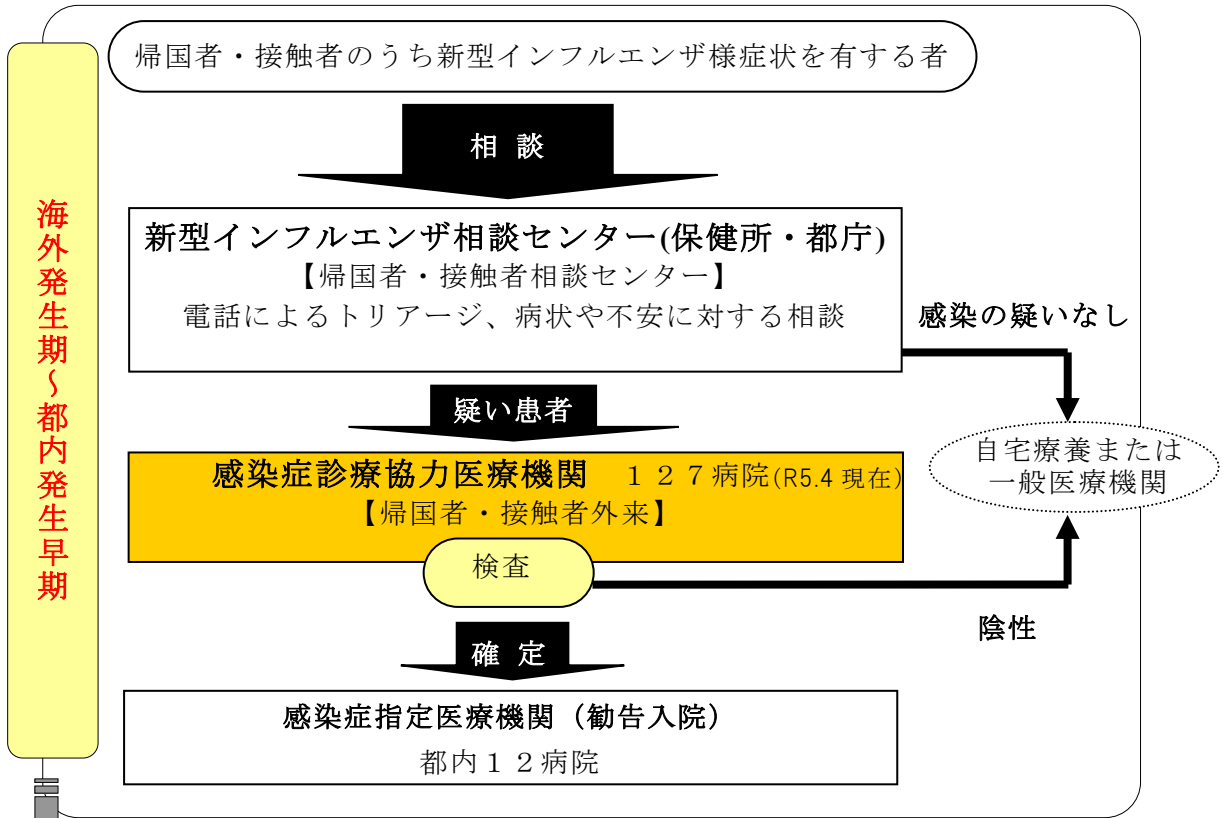 帰国者・接触者のうち新型インフルエンザ様症状を有する者
相 談
海外発生期～都内発生早期
新型インフルエンザ相談センター(保健所・都庁)
【帰国者・接触者相談センター】
電話によるトリアージ、病状や不安に対する相談
感染の疑いなし
疑い患者
自宅療養または
一般医療機関
感染症診療協力医療機関 １２７病院(R5.4 現在)
【帰国者・接触者外来】
検査
陰性
確 定
感染症指定医療機関（勧告入院）
都内１２病院